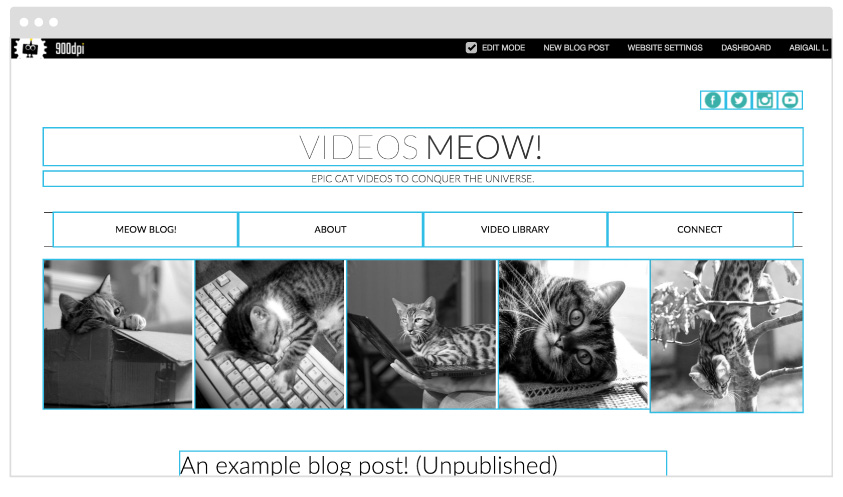 900dpi
EDIT MODE NEW BLOG POST WEBSITE SETTINGS DASHBOARD ABIGAIL L.
VIDEOS MEOW!
EPIC CAT VIDEOS TO CONQUER THE UNIVERSE.
MEOW BLOG! ABOUT VIDEO LIBRARY CONNECT
An example blog post! (Unpublished)